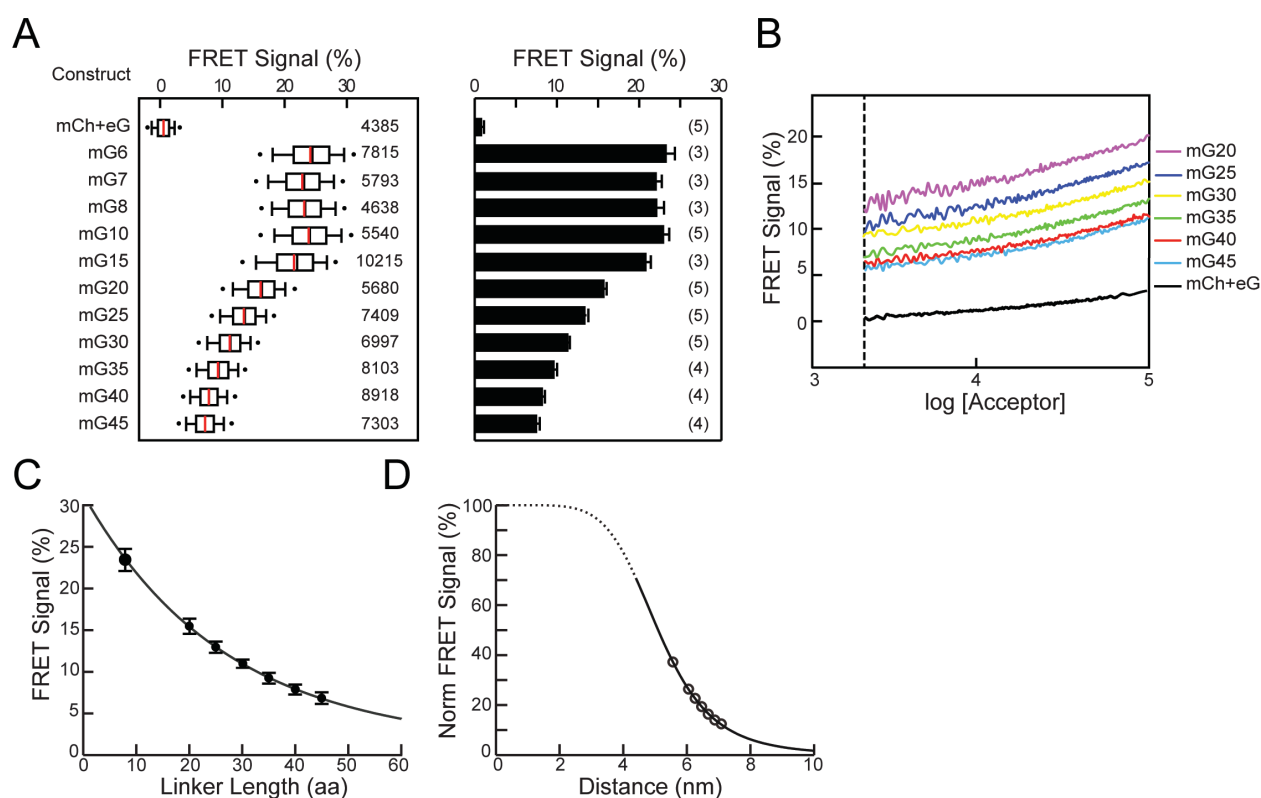 A
FRET Signal (%)
Construct
0 10 20 30
mCh+eG 4385
mG6 7815
mG7 5793
mG8 4638
mG10 5540
mG15 10215
mG20 5680
mG25 7409
mG30 6997
mG35 8103
mG40 8918
mG45 7303
FRET Signal (%)
0 10 20 30
(5)
(3)
(3)
(3)
(5)
(3)
(5)
(5)
(5)
(4)
(4)
(4)
B
FRET Signal (%)
20
15
10
5
0
3 4 5
log [Acceptor]
mG20
mG25
mG30
mG35
mG40
mG45
mCh+eG
C
FRET Signal (%)
30
25
20
15
10
5
0
0 10 20 30 40 50 60
Linker Length (aa)
D
Norm FRET Signal (%)
100
80
60
40
20
0
0 2 4 6 8 10
Distance (nm)